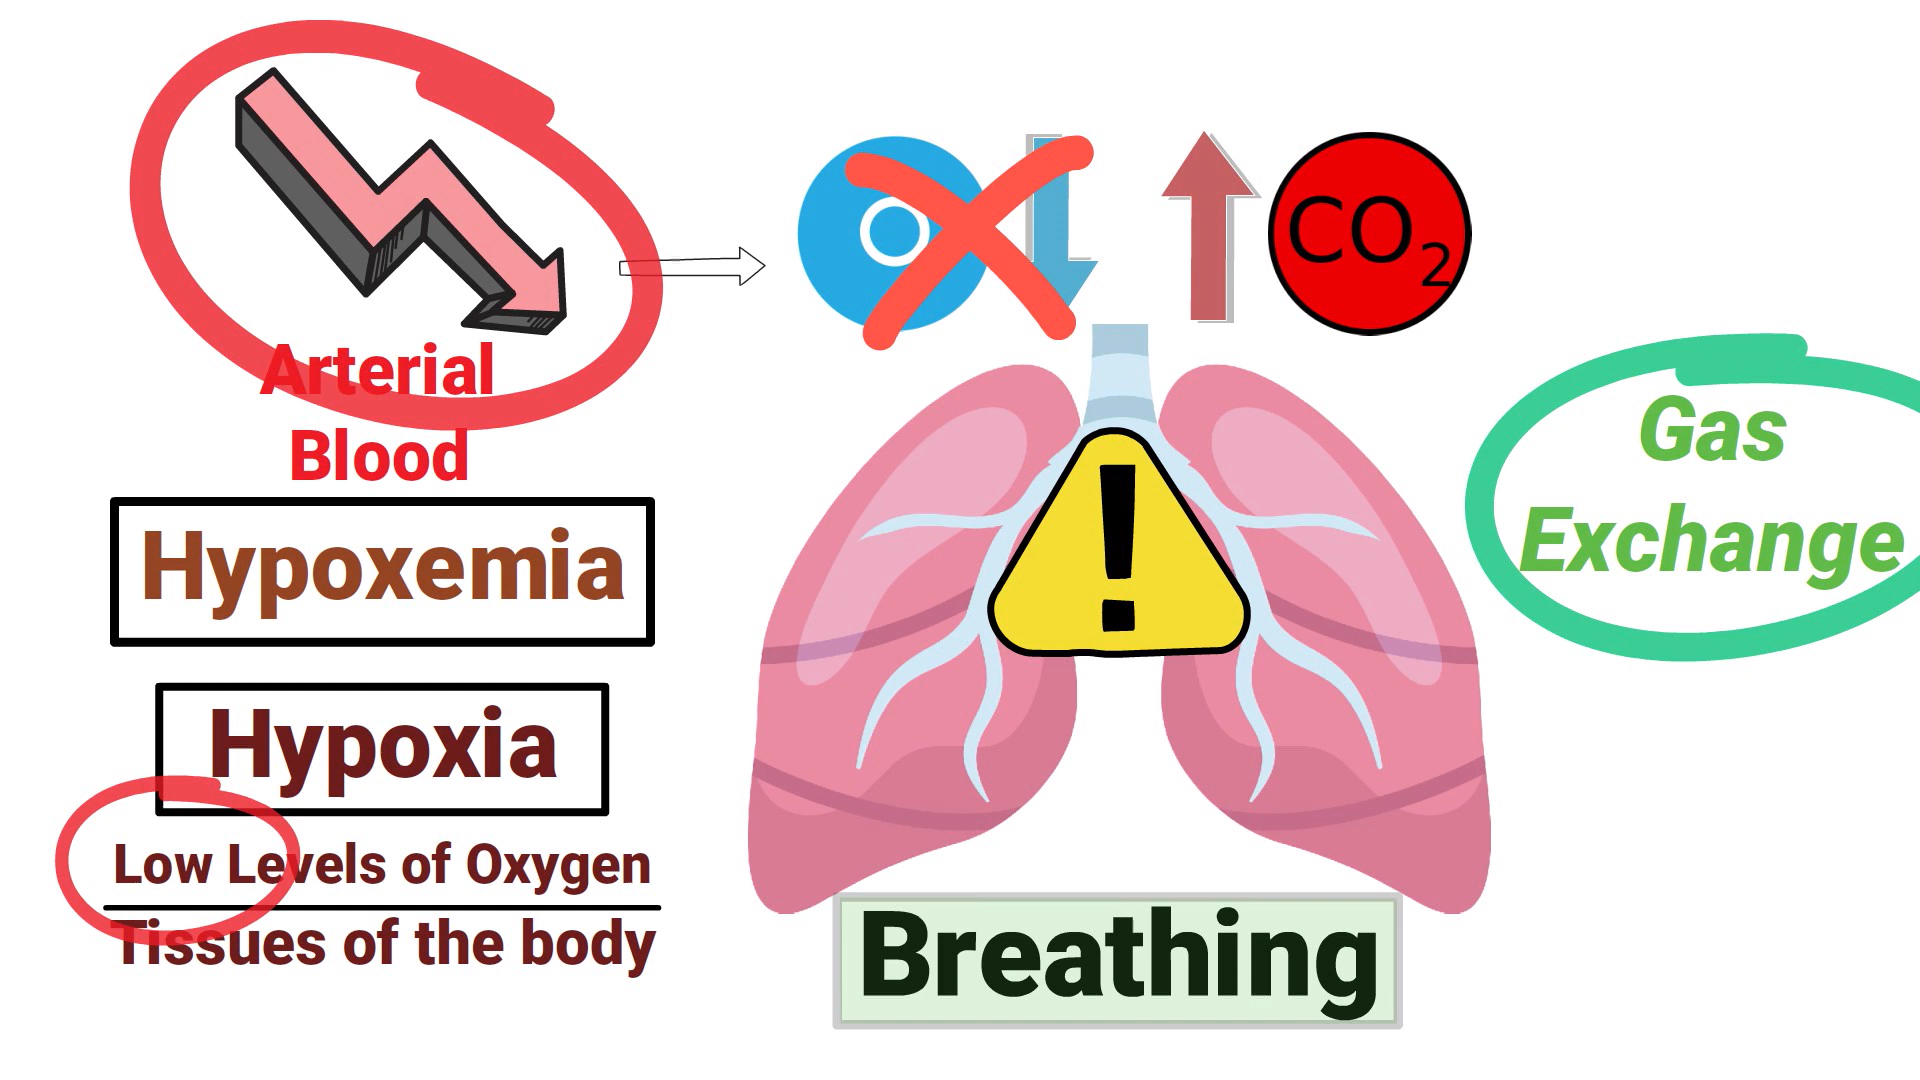 Arterial
Blood
Hypoxemia
Hypoxia
Low Levels of Oxygen
Tissues of the body
O
CO₂
!
Gas
Exchange
Breathing